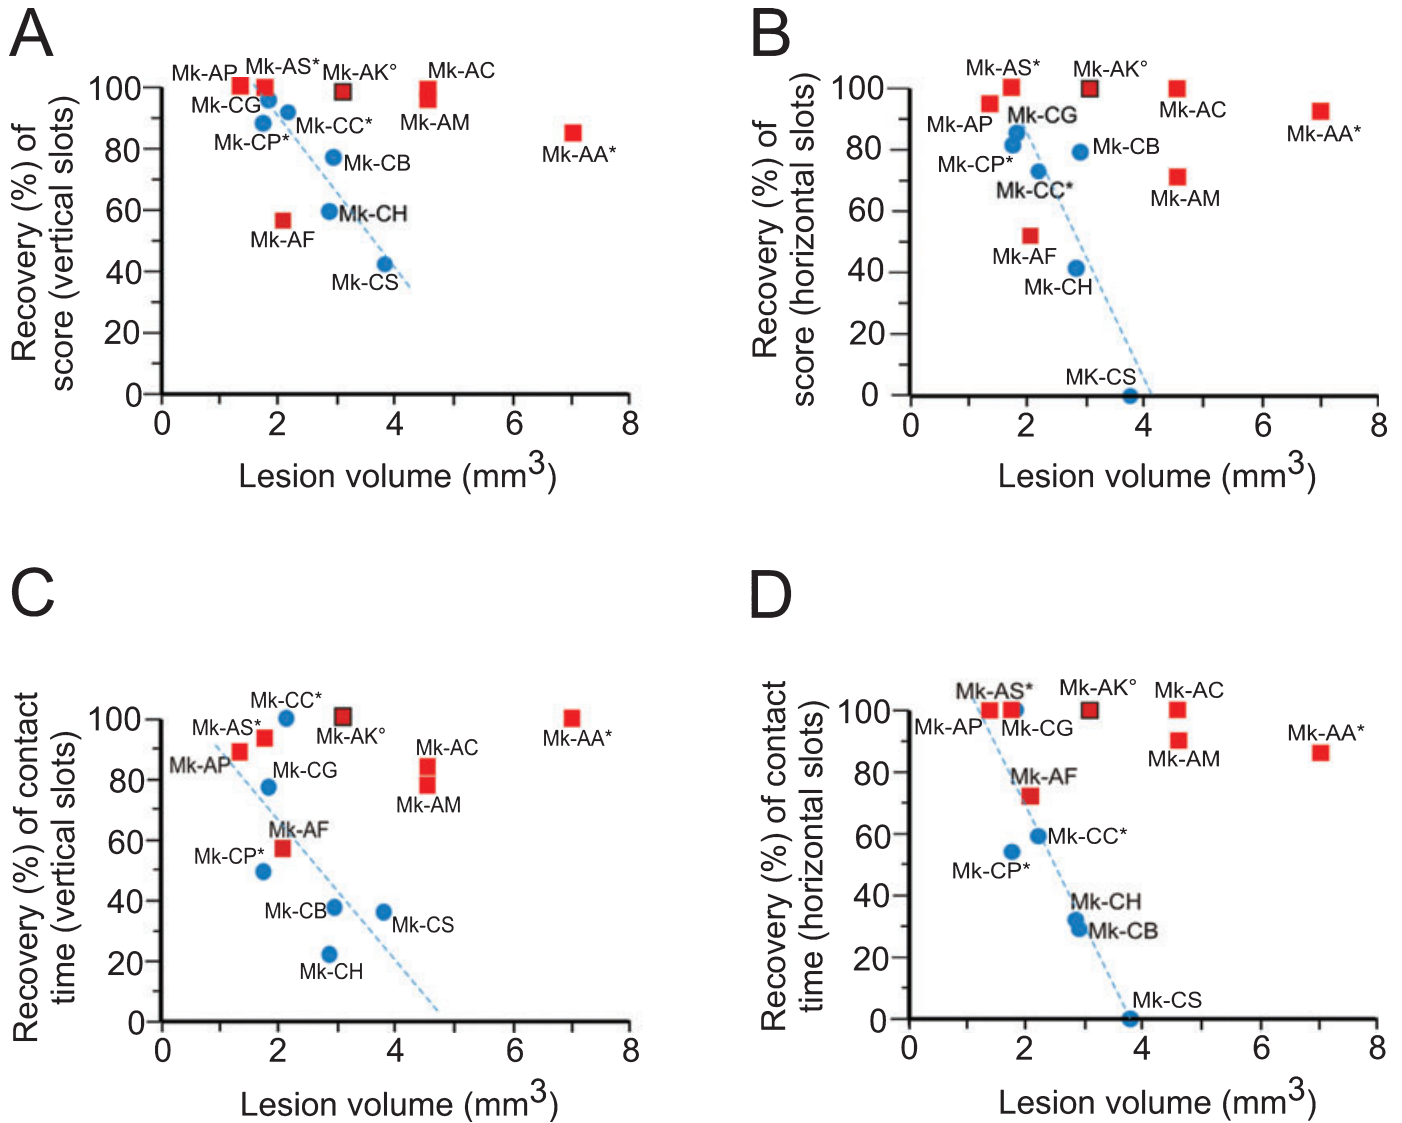 A
Recovery (%) of
score (vertical slots)
100
80
60
40
20
0
Mk-AP
Mk-AS*
Mk-AK°
Mk-AC
Mk-CG
Mk-CC*
Mk-AM
Mk-CP*
Mk-AA*
Mk-CB
Mk-CH
Mk-AF
Mk-CS
0 2 4 6 8
Lesion volume (mm3)
B
Recovery (%) of
score (horizontal slots)
100
80
60
40
20
0
Mk-AS*
Mk-AK°
Mk-AC
Mk-AP
Mk-CG
Mk-AA*
Mk-CP*
Mk-CB
Mk-CC*
Mk-AM
Mk-AF
Mk-CH
MK-CS
0 2 4 6 8
Lesion volume (mm3)
C
Recovery (%) of contact
time (vertical slots)
100
80
60
40
20
0
Mk-CC*
Mk-AS*
Mk-AK°
Mk-AA*
Mk-AP
Mk-CG
Mk-AC
Mk-AM
Mk-AF
Mk-CP*
Mk-CB
Mk-CS
Mk-CH
0 2 4 6 8
Lesion volume (mm3)
D
Recovery (%) of contact
time (horizontal slots)
100
80
60
40
20
0
Mk-AS*
Mk-AK°
Mk-AC
Mk-AP
Mk-CG
Mk-AA*
Mk-AM
Mk-AF
Mk-CC*
Mk-CP*
Mk-CH
Mk-CB
Mk-CS
0 2 4 6 8
Lesion volume (mm3)